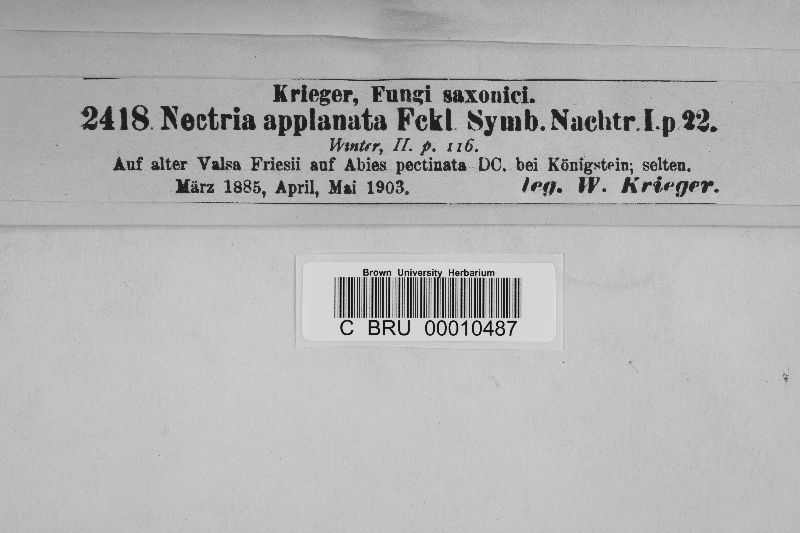 Krieger, Fungi saxonici.
2418. Nectria applanata Fckl. Symb. Nachtr. I. p 22.
Winter, II. p. 116.
Auf alter Valsa Friesii auf Abies pectinata DC. bei Königstein; selten.
März 1885, April, Mai 1903. leg. W. Krieger.
Brown University Herbarium
C BRU 00010487